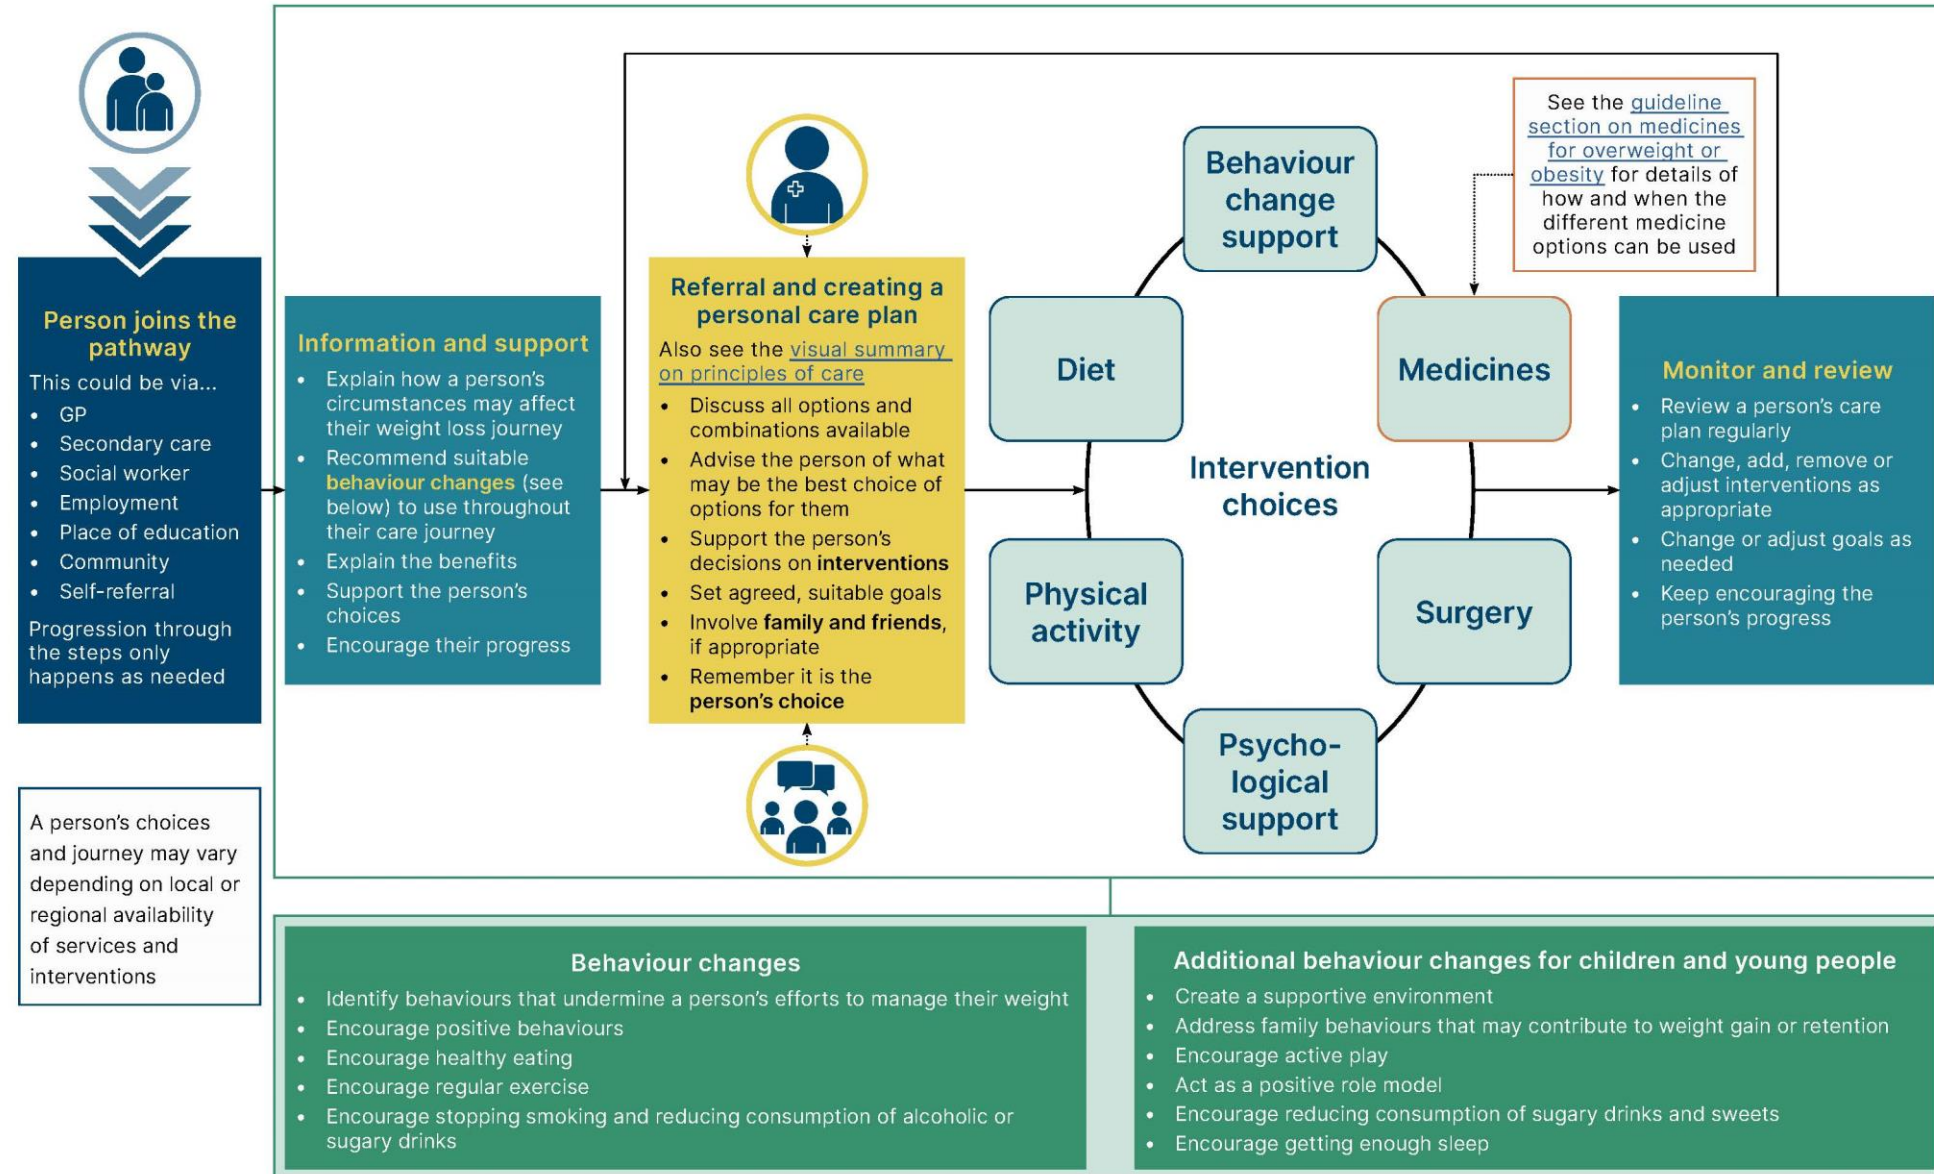 Person joins the
pathway
This could be via...
• GP
• Secondary care
• Social worker
• Employment
• Place of education
• Community
• Self-referral
Progression through
the steps only
happens as needed
A person's choices
and journey may vary
depending on local or
regional availability
of services and
interventions
Information and support
• Explain how a person's
circumstances may affect
their weight loss journey
• Recommend suitable
behaviour changes (see
below) to use throughout
their care journey
• Explain the benefits
• Support the person's
choices
• Encourage their progress
Referral and creating a
personal care plan
Also see the visual summary
on principles of care
• Discuss all options and
combinations available
• Advise the person of what
may be the best choice of
options for them
• Support the person's
decisions on interventions
• Set agreed, suitable goals
• Involve family and friends,
if appropriate
• Remember it is the
person's choice
Behaviour
change
support
Diet
Medicines
Intervention
choices
Physical
activity
Surgery
Psycho-
logical
support
See the guideline
section on medicines
for overweight or
obesity for details of
how and when the
different medicine
options can be used
Monitor and review
• Review a person's care
plan regularly
• Change, add, remove or
adjust interventions as
appropriate
• Change or adjust goals as
needed
• Keep encouraging the
person's progress
Behaviour changes
• Identify behaviours that undermine a person's efforts to manage their weight
• Encourage positive behaviours
• Encourage healthy eating
• Encourage regular exercise
• Encourage stopping smoking and reducing consumption of alcoholic or
sugary drinks
Additional behaviour changes for children and young people
• Create a supportive environment
• Address family behaviours that may contribute to weight gain or retention
• Encourage active play
• Act as a positive role model
• Encourage reducing consumption of sugary drinks and sweets
• Encourage getting enough sleep